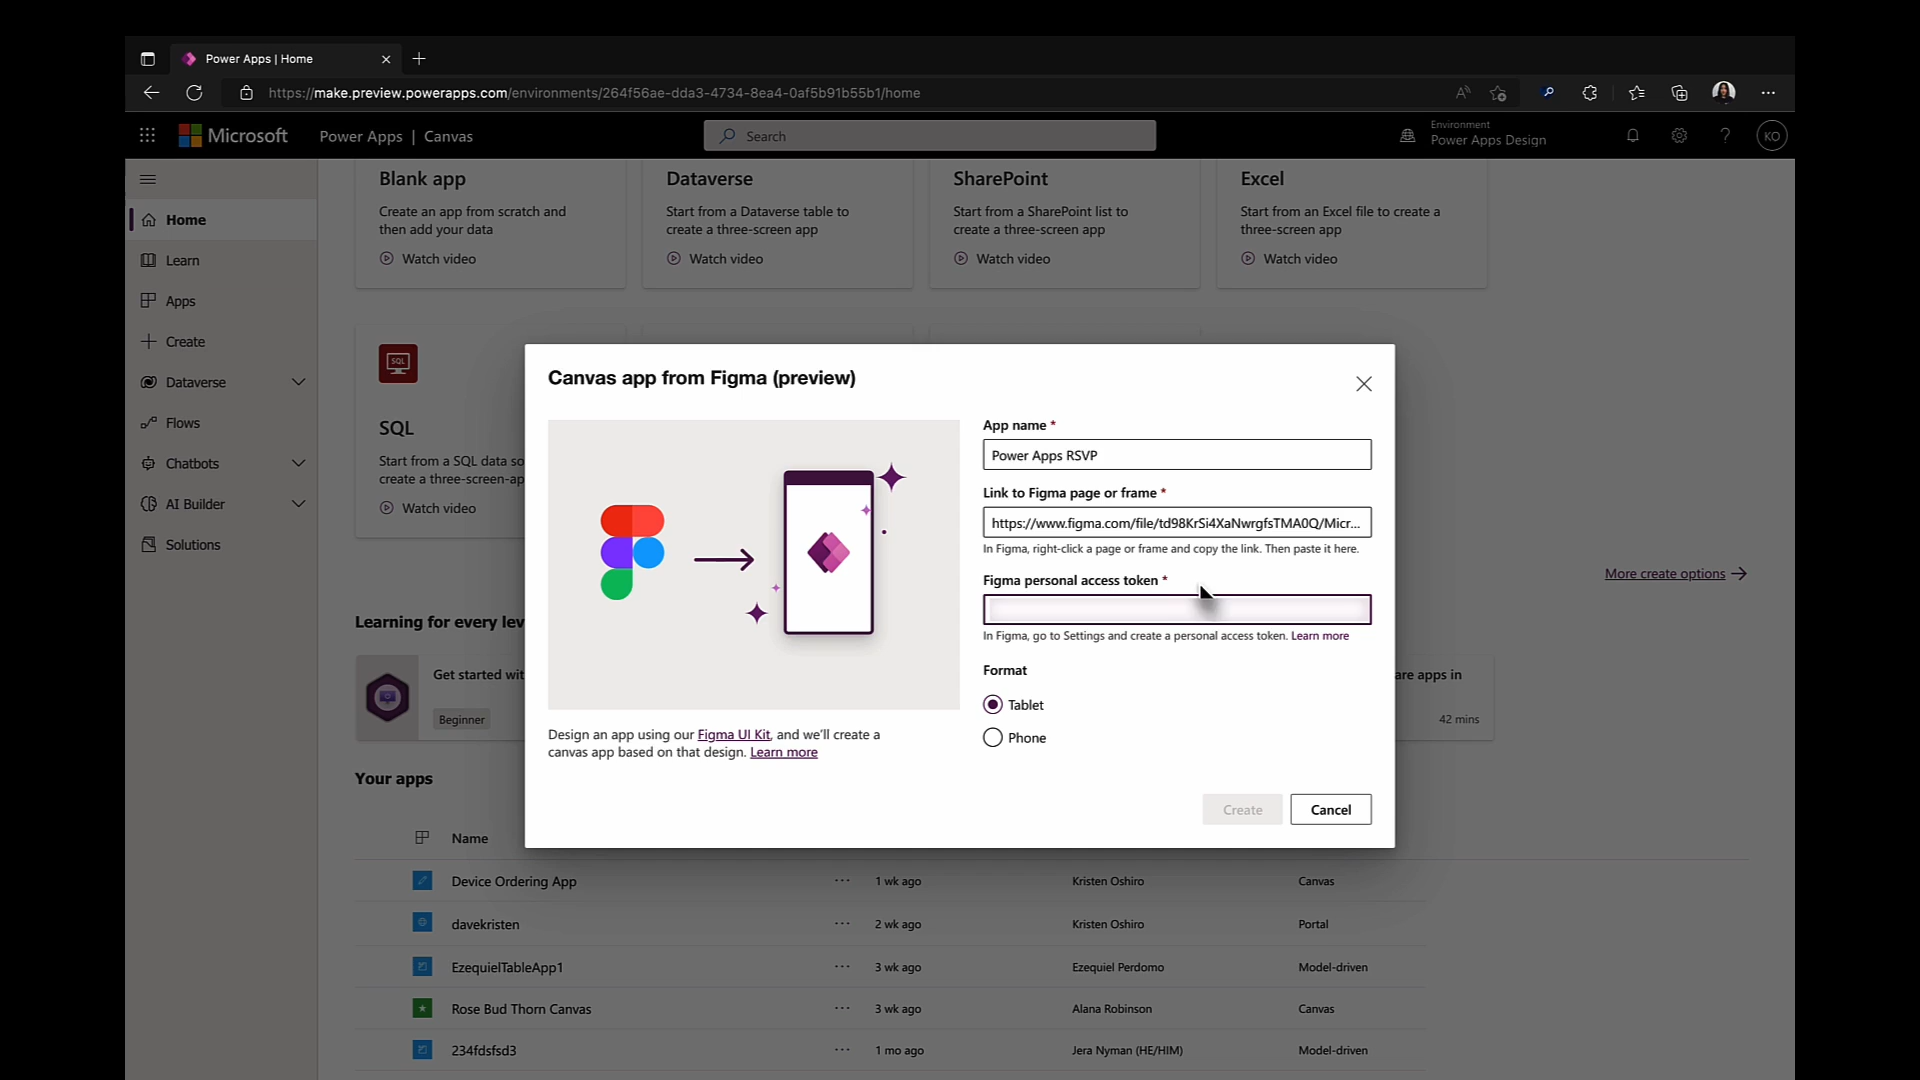 Power Apps | Home
https://make.preview.powerapps.com/environments/264f56ae-dda3-4734-8ea4-0af5b91b55b1/home
Microsoft
Power Apps | Canvas
Search
Environment
Power Apps Design
?
KO
Home
Learn
Apps
Create
Dataverse
Flows
Chatbots
AI Builder
Solutions
Blank app
Create an app from scratch and
then add your data
Watch video
Dataverse
Start from a Dataverse table to
create a three-screen app
Watch video
SharePoint
Start from a SharePoint list to
create a three-screen app
Watch video
Excel
Start from an Excel file to create a
three-screen app
Watch video
SQL
SQL
Start from a SQL data so
create a three-screen-ap
Watch video
More create options
Canvas app from Figma (preview)
Design an app using our Figma UI Kit, and we'll create a
canvas app based on that design. Learn more
App name *
Power Apps RSVP
Link to Figma page or frame *
https://www.figma.com/file/td98KrSi4XaNwrgfsTMA0Q/Micr...
In Figma, right-click a page or frame and copy the link. Then paste it here.
Figma personal access token *
In Figma, go to Settings and create a personal access token. Learn more
Format
Tablet
Phone
Create
Cancel
Learning for every lev
Get started wit
Beginner
are apps in
42 mins
Your apps
Name
Device Ordering App ··· 1 wk ago Kristen Oshiro Canvas
davekristen ··· 2 wk ago Kristen Oshiro Portal
EzequielTableApp1 ··· 3 wk ago Ezequiel Perdomo Model-driven
Rose Bud Thorn Canvas ··· 3 wk ago Alana Robinson Canvas
234fdsfsd3 ··· 1 mo ago Jera Nyman (HE/HIM) Model-driven